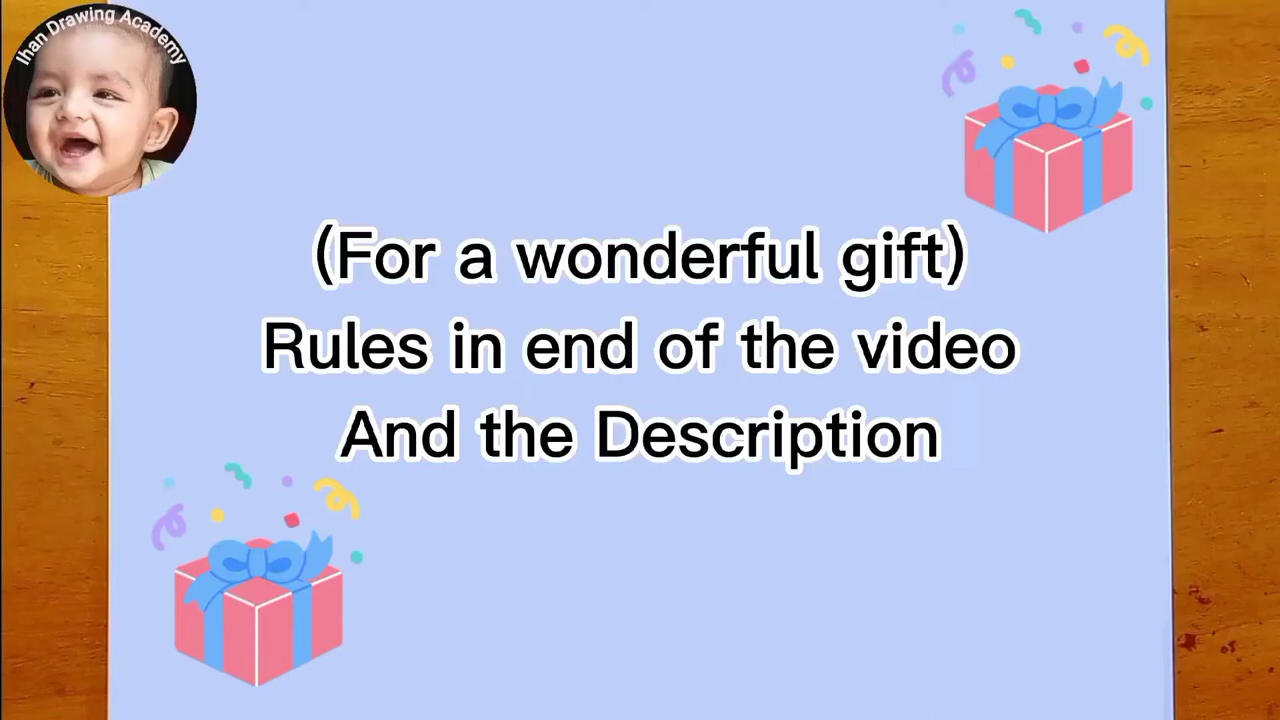 Ihan Drawing Academy
(For a wonderful gift)
Rules in end of the video
And the Description